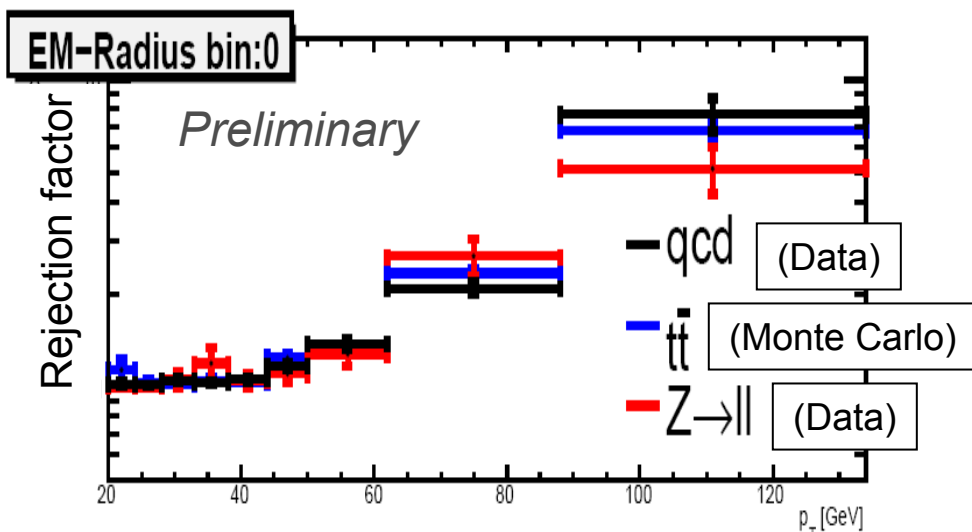 EM-Radius bin:0
Rejection factor
Preliminary
qcd (Data)
tt̄ (Monte Carlo)
Z→ll (Data)
20 40 60 80 100 120
p_T [GeV]